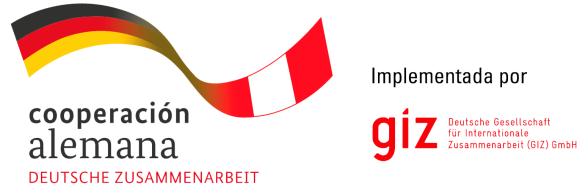 cooperación
alemana
DEUTSCHE ZUSAMMENARBEIT
Implementada por
giz
Deutsche Gesellschaft
für Internationale
Zusammenarbeit (GIZ) GmbH